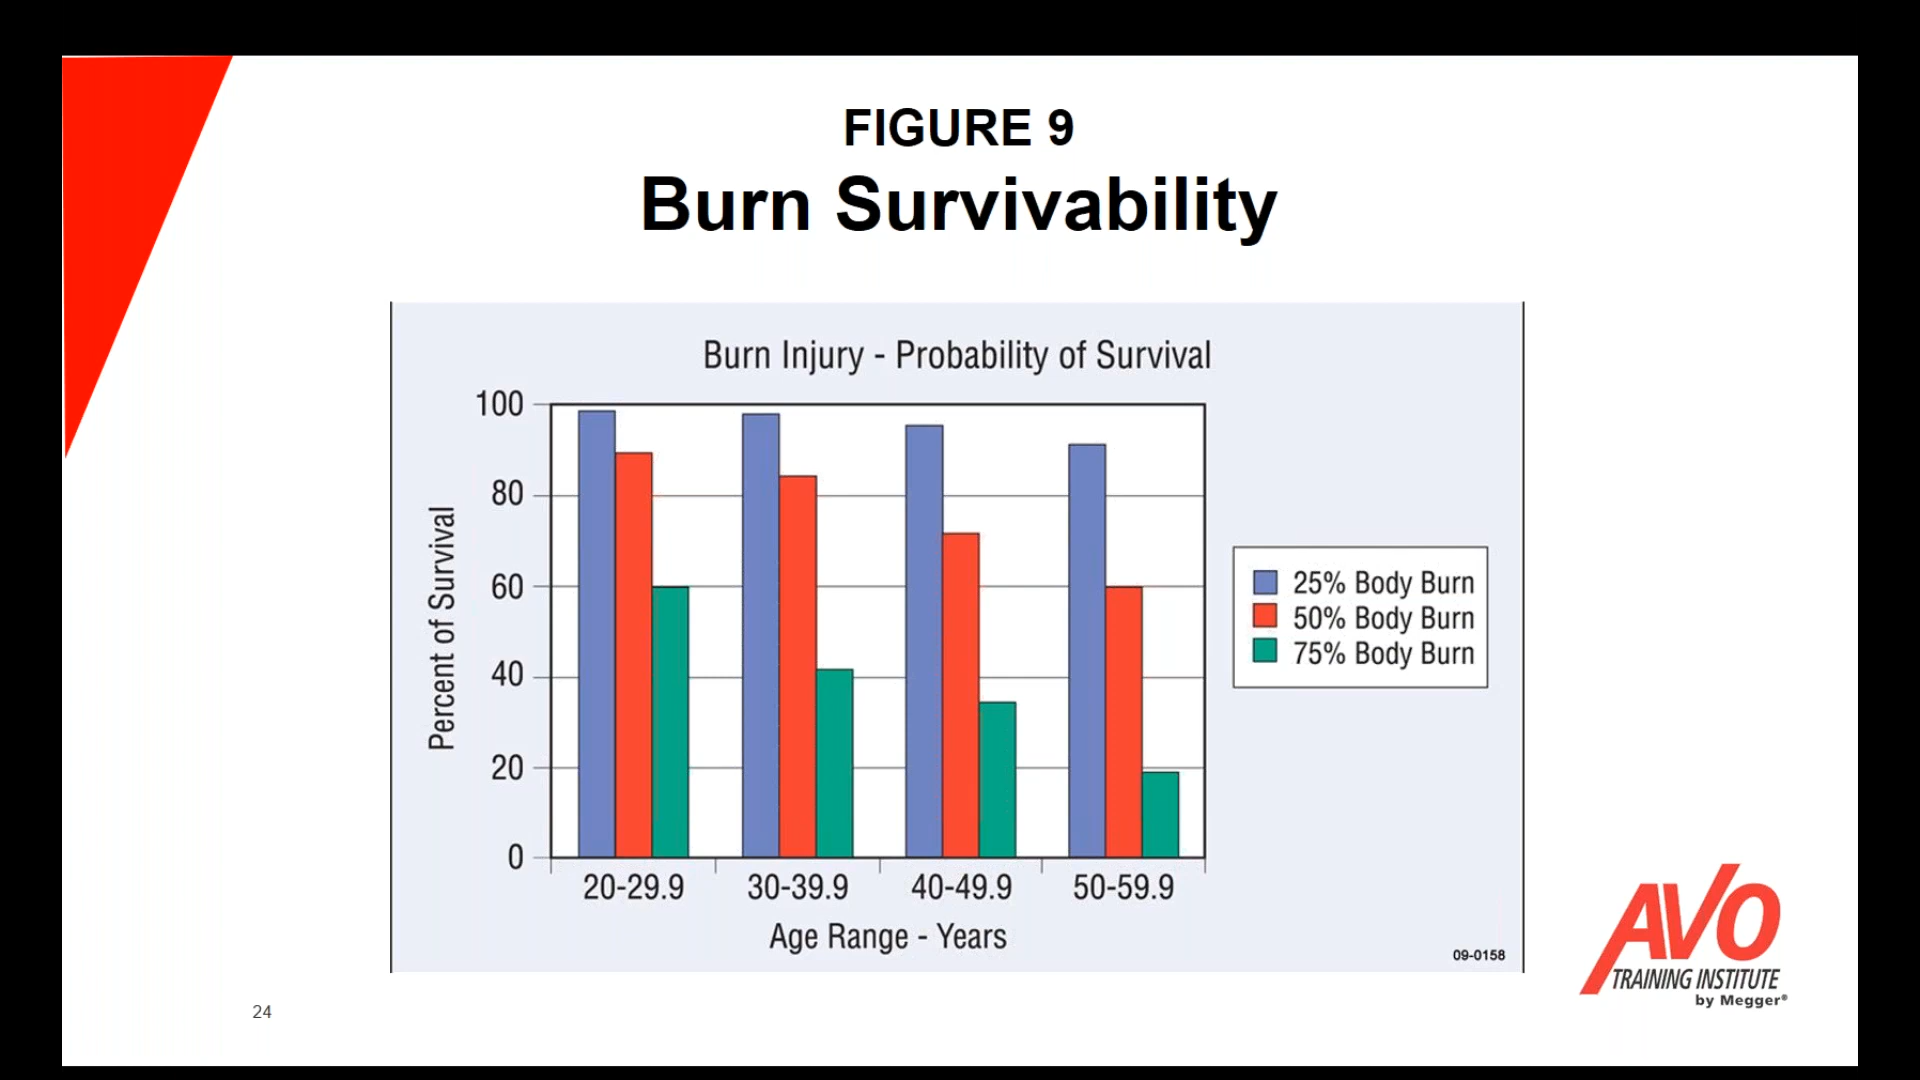 FIGURE 9
Burn Survivability
Burn Injury - Probability of Survival
100
80
60
40
20
0
Percent of Survival
20-29.9 30-39.9 40-49.9 50-59.9
Age Range - Years
25% Body Burn
50% Body Burn
75% Body Burn
09-0158
24
AVO
TRAINING INSTITUTE
by Megger®